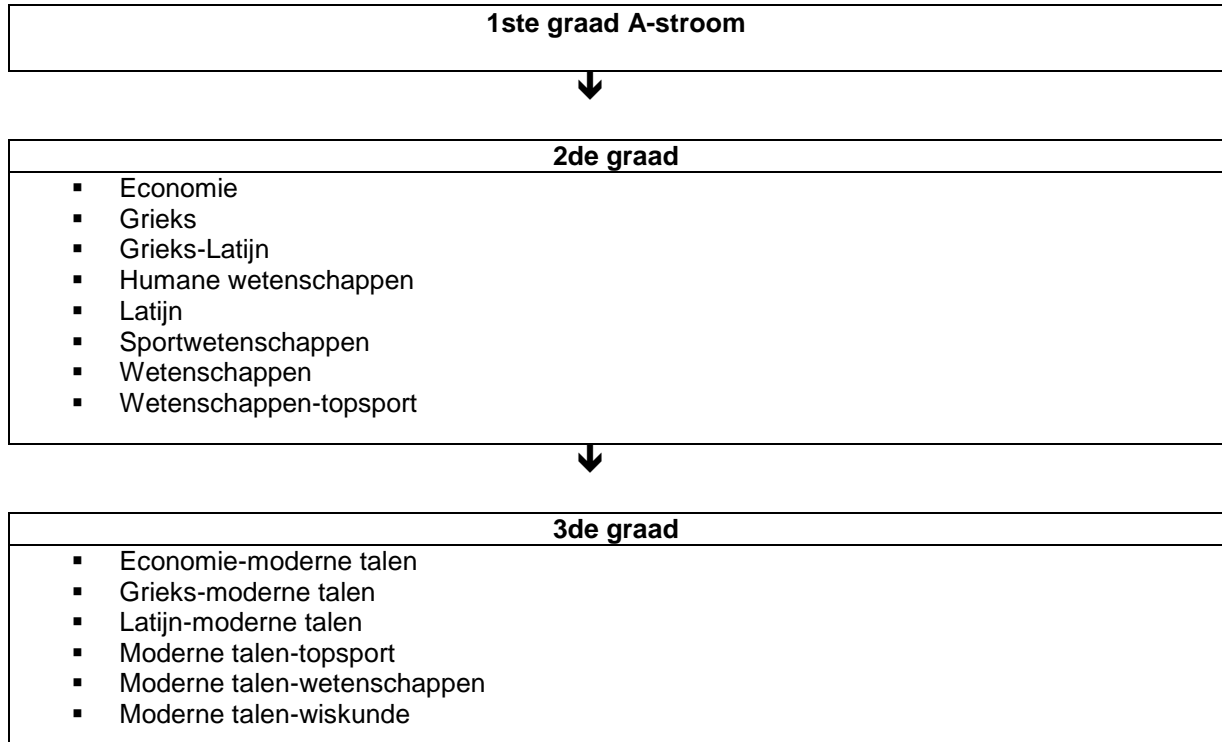 1ste graad A-stroom
2de graad
▪ Economie
▪ Grieks
▪ Grieks-Latijn
▪ Humane wetenschappen
▪ Latijn
▪ Sportwetenschappen
▪ Wetenschappen
▪ Wetenschappen-topsport
3de graad
▪ Economie-moderne talen
▪ Grieks-moderne talen
▪ Latijn-moderne talen
▪ Moderne talen-topsport
▪ Moderne talen-wetenschappen
▪ Moderne talen-wiskunde